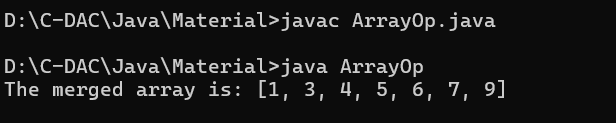 D:\C-DAC\Java\Material>javac ArrayOp.java
D:\C-DAC\Java\Material>java ArrayOp
The merged array is: [1, 3, 4, 5, 6, 7, 9]